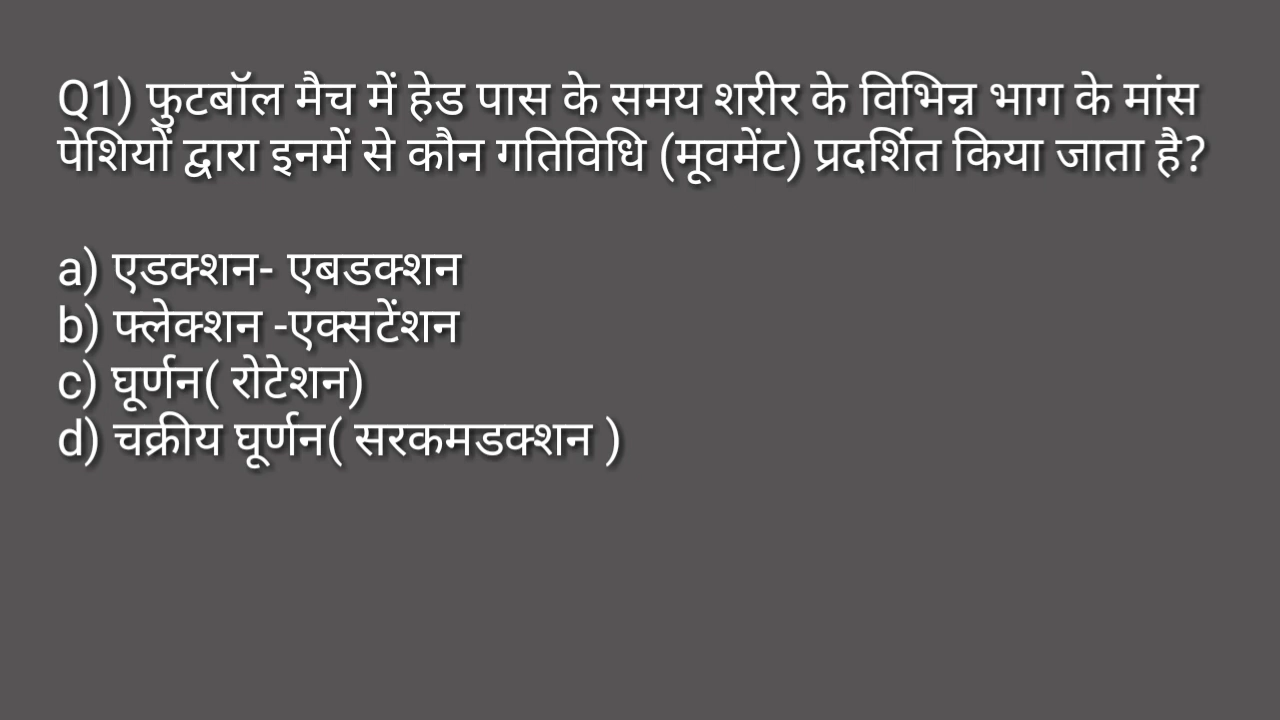 Q1) फुटबॉल मैच में हेड पास के समय शरीर के विभिन्न भाग के मांस
पेशियों द्वारा इनमें से कौन गतिविधि (मूवमेंट) प्रदर्शित किया जाता है?
a) एडक्शन- एबडक्शन
b) फ्लेक्शन -एक्सटेंशन
c) घूर्णन( रोटेशन)
d) चक्रीय घूर्णन( सरकमडक्शन )